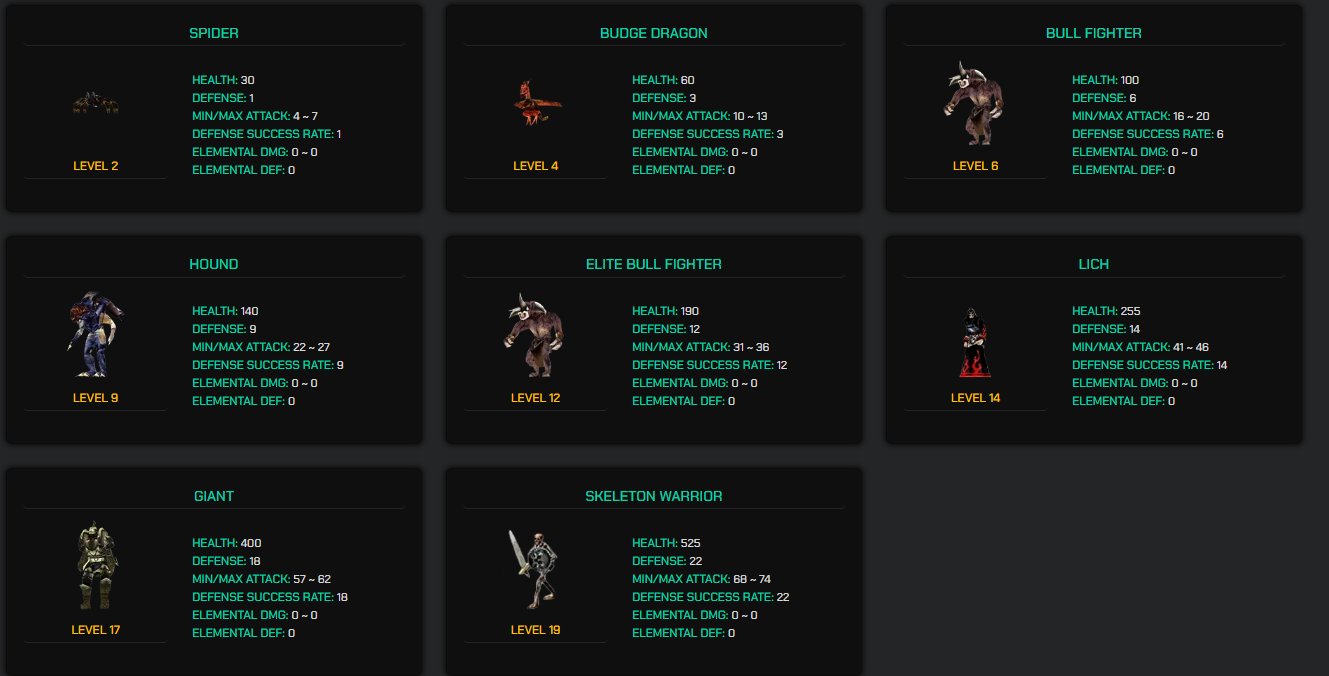 SPIDER
HEALTH: 30
DEFENSE: 1
MIN/MAX ATTACK: 4 ~ 7
DEFENSE SUCCESS RATE: 1
ELEMENTAL DMG: 0 ~ 0
ELEMENTAL DEF: 0
LEVEL 2
BUDGE DRAGON
HEALTH: 60
DEFENSE: 3
MIN/MAX ATTACK: 10 ~ 13
DEFENSE SUCCESS RATE: 3
ELEMENTAL DMG: 0 ~ 0
ELEMENTAL DEF: 0
LEVEL 4
BULL FIGHTER
HEALTH: 100
DEFENSE: 6
MIN/MAX ATTACK: 16 ~ 20
DEFENSE SUCCESS RATE: 6
ELEMENTAL DMG: 0 ~ 0
ELEMENTAL DEF: 0
LEVEL 6
HOUND
HEALTH: 140
DEFENSE: 9
MIN/MAX ATTACK: 22 ~ 27
DEFENSE SUCCESS RATE: 9
ELEMENTAL DMG: 0 ~ 0
ELEMENTAL DEF: 0
LEVEL 9
ELITE BULL FIGHTER
HEALTH: 190
DEFENSE: 12
MIN/MAX ATTACK: 31 ~ 36
DEFENSE SUCCESS RATE: 12
ELEMENTAL DMG: 0 ~ 0
ELEMENTAL DEF: 0
LEVEL 12
LICH
HEALTH: 255
DEFENSE: 14
MIN/MAX ATTACK: 41 ~ 46
DEFENSE SUCCESS RATE: 14
ELEMENTAL DMG: 0 ~ 0
ELEMENTAL DEF: 0
LEVEL 14
GIANT
HEALTH: 400
DEFENSE: 18
MIN/MAX ATTACK: 57 ~ 62
DEFENSE SUCCESS RATE: 18
ELEMENTAL DMG: 0 ~ 0
ELEMENTAL DEF: 0
LEVEL 17
SKELETON WARRIOR
HEALTH: 525
DEFENSE: 22
MIN/MAX ATTACK: 68 ~ 74
DEFENSE SUCCESS RATE: 22
ELEMENTAL DMG: 0 ~ 0
ELEMENTAL DEF: 0
LEVEL 19